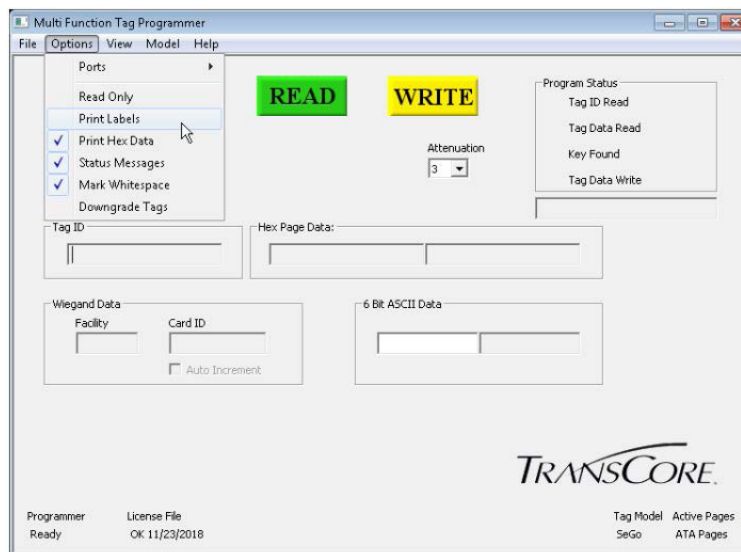 Multi Function Tag Programmer
File Options View Model Help
Ports
Read Only
Print Labels
Print Hex Data
Status Messages
Mark Whitespace
Downgrade Tags
READ
WRITE
Attenuation
3
Program Status
Tag ID Read
Tag Data Read
Key Found
Tag Data Write
Tag ID
Hex Page Data:
Wiegand Data
Facility Card ID
Auto Increment
6 Bit ASCII Data
TRANSCORE
Programmer License File Tag Model Active Pages
Ready OK 11/23/2018 SeGo ATA Pages